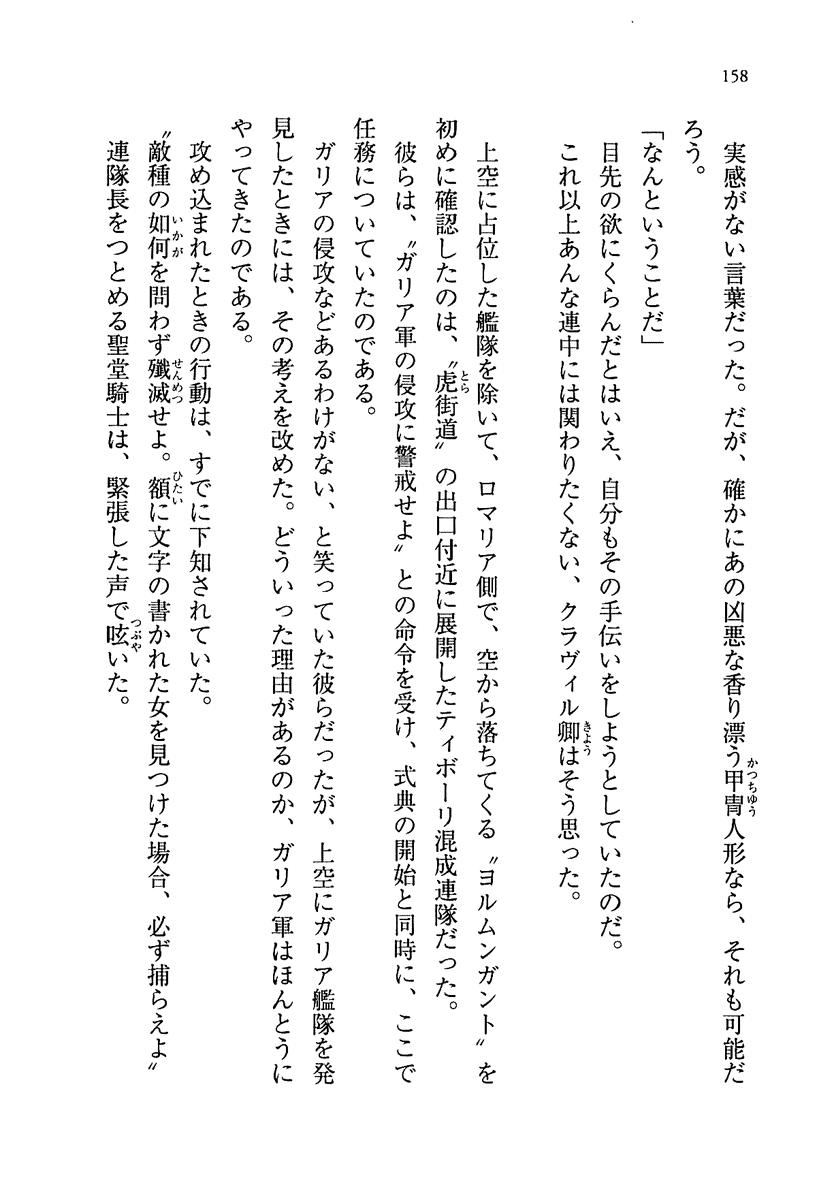 158
実感がない言葉だった。だが、確かにあの凶悪な香り漂う甲冑人形なら、それも可能だ
ろう。
「なんということだ」
目先の欲にくらんだとはいえ、自分もその手伝いをしようとしていたのだ。
これ以上あんな連中には関わりたくない、クラヴィル卿はそう思った。
上空に占位した艦隊を除いて、ロマリア側で、空から落ちてくる〝ヨルムンガント〟を
初めに確認したのは、〝虎街道〟の出口付近に展開したティボーリ混成連隊だった。
彼らは、〝ガリア軍の侵攻に警戒せよ〟との命令を受け、式典の開始と同時に、ここで
任務についていたのである。
ガリアの侵攻などあるわけがない、と笑っていた彼らだったが、上空にガリア艦隊を発
見したときには、その考えを改めた。どういった理由があるのか、ガリア軍はほんとうに
やってきたのである。
攻め込まれたときの行動は、すでに下知されていた。
〝敵種の如何を問わず殲滅せよ。額に文字の書かれた女を見つけた場合、必ず捕らえよ〟
連隊長をつとめる聖堂騎士は、緊張した声で呟いた。